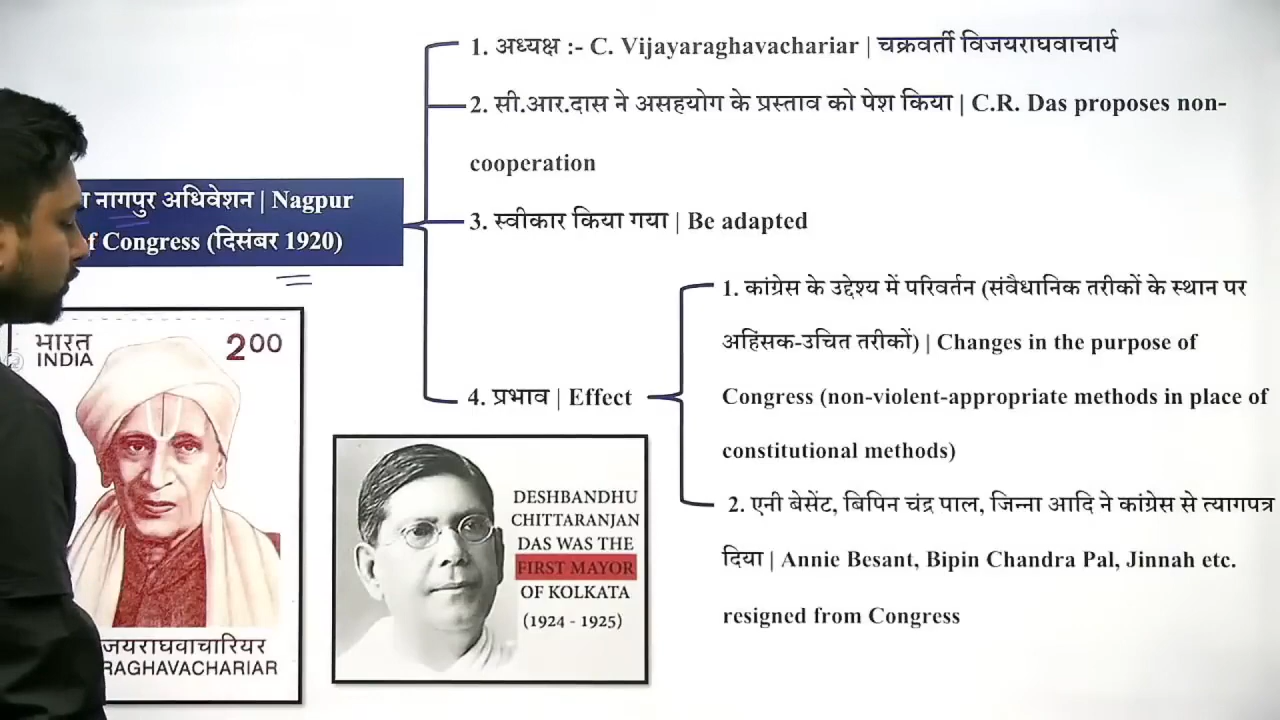 1. अध्यक्ष :- C. Vijayaraghavachariar | चक्रवर्ती विजयराघवाचार्य
2. सी.आर.दास ने असहयोग के प्रस्ताव को पेश किया | C.R. Das proposes non-
cooperation
नागपुर अधिवेशन | Nagpur
of Congress (दिसंबर 1920)
3. स्वीकार किया गया | Be adapted
4. प्रभाव | Effect
1. कांग्रेस के उद्देश्य में परिवर्तन (संवैधानिक तरीकों के स्थान पर
अहिंसक-उचित तरीकों) | Changes in the purpose of
Congress (non-violent-appropriate methods in place of
constitutional methods)
2. एनी बेसेंट, बिपिन चंद्र पाल, जिन्ना आदि ने कांग्रेस से त्यागपत्र
दिया | Annie Besant, Bipin Chandra Pal, Jinnah etc.
resigned from Congress
भारत 200
INDIA
जयराघवाचारियर
RAGHAVACHARIAR
DESHBANDHU
CHITTARANJAN
DAS WAS THE
FIRST MAYOR
OF KOLKATA
(1924 - 1925)